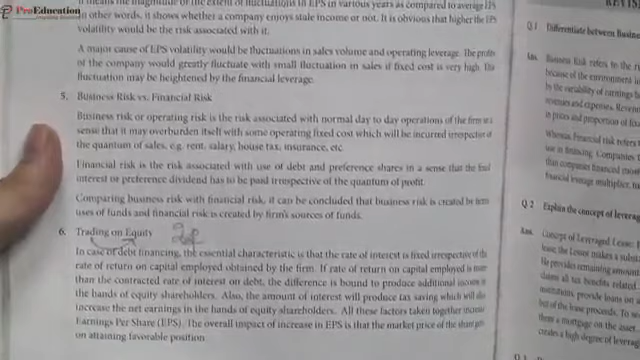 ProEducation
It means the magnitude of the extent of fluctuations in EPS in various years as compared to average EPS
in other words, it shows whether a company enjoys stale income or not. It is obvious that higher the EPS
volatility would be the risk associated with it.
A major cause of EPS volatility would be fluctuations in sales volume and operating leverage. The profits
of the company would greatly fluctuate with small fluctuation in sales if fixed cost is very high. The
fluctuation may be heightened by the financial leverage.
5. Business Risk vs. Financial Risk
Business risk or operating risk is the risk associated with normal day to day operations of the firm in a
sense that it may overburden itself with some operating fixed cost which will be incurred irrespective of
the quantum of sales, e.g. rent, salary, house tax, insurance, etc.
Financial risk is the risk associated with use of debt and preference shares in a sense that the fixed
interest or preference dividend has to be paid irrespective of the quantum of profit.
Comparing business risk with financial risk, it can be concluded that business risk is created by firm
uses of funds and financial risk is created by firm's sources of funds.
6. Trading on Equity
In case of debt financing, the essential characteristic is that the rate of interest is fixed irrespective of the
rate of return on capital employed obtained by the firm. If rate of return on capital employed is more
than the contracted rate of interest on debt, the difference is bound to produce additional income in
the hands of equity shareholders. Also, the amount of interest will produce tax saving which will also
increase the net earnings in the hands of equity shareholders. All these factors taken together increase
Earnings Per Share (EPS). The overall impact of increase in EPS is that the market price of the share goes
on attaining favorable position.
Q.1 Differentiate between
Ans. Business Risk refers to the
because of the environment in
by the variability of earnings
revenues and expenses.
in prices and proportion of fixed
Whereas Financial risk refers
use in financing. Companies
than companies financed
financial leverage multiplier,
Q 2 Explain the concept of leverag
Ans. Concept of Leveraged Lease:
lease, the Lessor makes a
He provides remaining amount
claims all tax benefits related
institutions, provide loans on
but of the lease proceeds. To
them a mortgage on the asset.
creates a high degree of